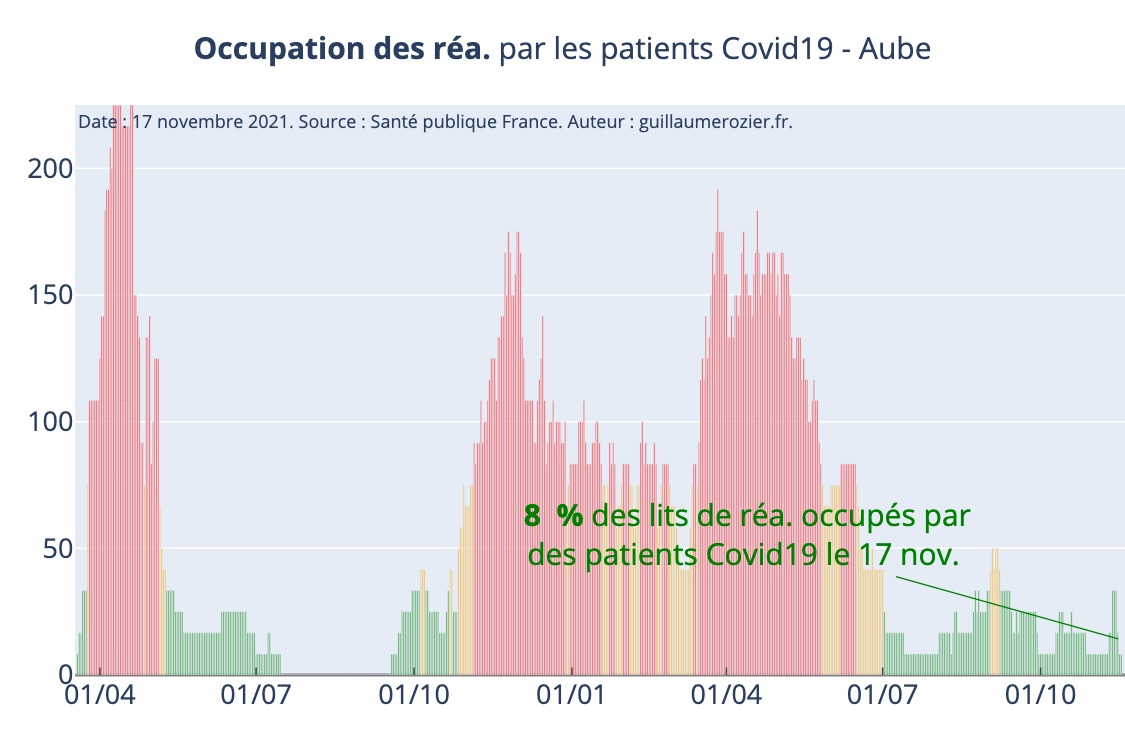 Occupation des réa. par les patients Covid19 - Aube
Date : 17 novembre 2021. Source : Santé publique France. Auteur : guillaumerozier.fr.
200
150
100
50
0
8 % des lits de réa. occupés par
des patients Covid19 le 17 nov.
01/04 01/07 01/10 01/01 01/04 01/07 01/10